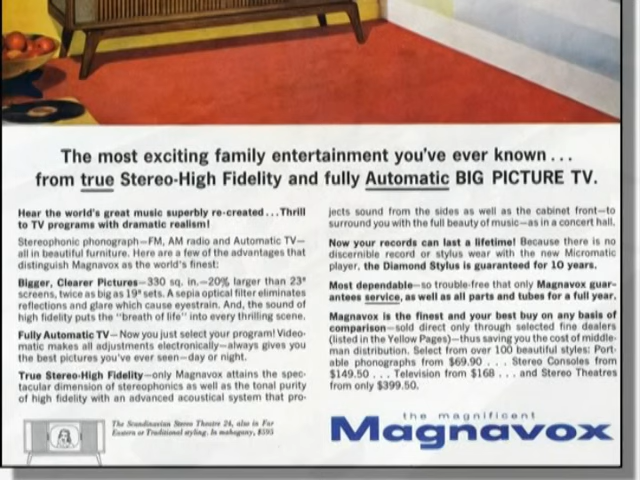 The most exciting family entertainment you've ever known...
from true Stereo-High Fidelity and fully Automatic BIG PICTURE TV.
Hear the world's great music superbly re-created...Thrill
to TV programs with dramatic realism!
Stereophonic phonograph—FM, AM radio and Automatic TV—
all in beautiful furniture. Here are a few of the advantages that
distinguish Magnavox as the world's finest:
Bigger, Clearer Pictures—330 sq. in.—20% larger than 23"
screens, twice as big as 19" sets. A sepia optical filter eliminates
reflections and glare which cause eyestrain. And, the sound of
high fidelity puts the "breath of life" into every thrilling scene.
Fully Automatic TV—Now you just select your program! Video-
matic makes all adjustments electronically—always gives you
the best pictures you've ever seen—day or night.
True Stereo-High Fidelity—only Magnavox attains the spec-
tacular dimension of stereophonics as well as the tonal purity
of high fidelity with an advanced acoustical system that pro-
jects sound from the sides as well as the cabinet front—to
surround you with the full beauty of music—as in a concert hall.
Now your records can last a lifetime! Because there is no
discernible record or stylus wear with the new Micromatic
player, the Diamond Stylus is guaranteed for 10 years.
Most dependable—so trouble-free that only Magnavox guar-
antees service, as well as all parts and tubes for a full year.
Magnavox is the finest and your best buy on any basis of
comparison—sold direct only through selected fine dealers
(listed in the Yellow Pages)—thus saving you the cost of middle-
man distribution. Select from over 100 beautiful styles: Port-
able phonographs from $69.90 ... Stereo Consoles from
$149.50 ... Television from $168 ... and Stereo Theatres
from only $399.50.
The Scandinavian Stereo Theatre 24, also in Far
Eastern or Traditional styling. In mahogany, $595
the magnificent
Magnavox